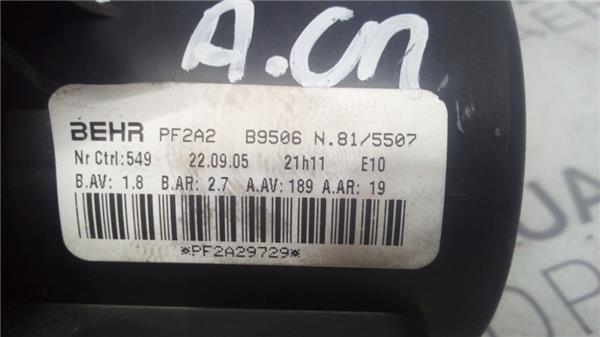 A.CM
BEHR PF2A2 B9506 N.81/5507
Nr Ctrl:549 22.09.05 21h11 E10
B.AV: 1.8 B.AR: 2.7 A.AV: 189 A.AR: 19
*PF2A29729*